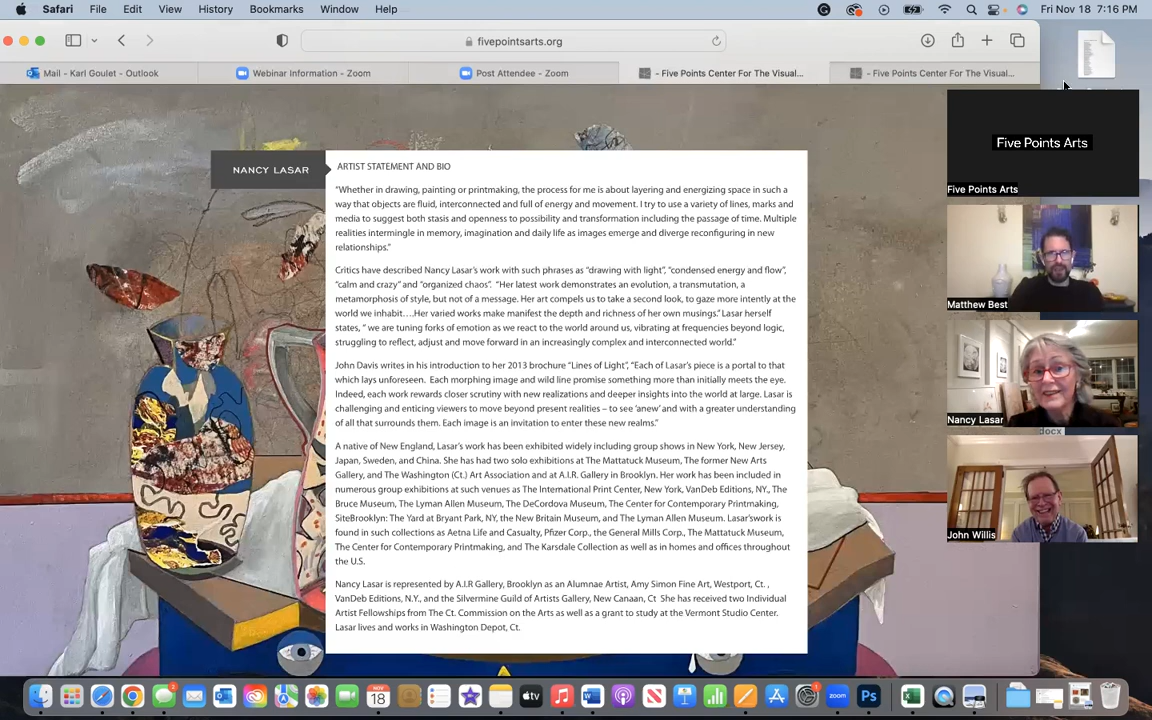 Safari File Edit View History Bookmarks Window Help
Fri Nov 18 7:16 PM
fivepointsarts.org
Mail - Karl Goulet - Outlook
Webinar Information - Zoom
Post Attendee - Zoom
- Five Points Center For The Visual...
- Five Points Center For The Visual...
NANCY LASAR
ARTIST STATEMENT AND BIO
"Whether in drawing, painting or printmaking, the process for me is about layering and energizing space in such a
way that objects are fluid, interconnected and full of energy and movement. I try to use a variety of lines, marks and
media to suggest both stasis and openness to possibility and transformation including the passage of time. Multiple
realities intermingle in memory, imagination and daily life as images emerge and diverge reconfiguring in new
relationships."
Critics have described Nancy Lasar's work with such phrases as "drawing with light", "condensed energy and flow",
"calm and crazy" and "organized chaos". "Her latest work demonstrates an evolution, a transmutation, a
metamorphosis of style, but not of a message. Her art compels us to take a second look, to gaze more intently at the
world we inhabit….Her varied works make manifest the depth and richness of her own musings." Lasar herself
states, " we are tuning forks of emotion as we react to the world around us, vibrating at frequencies beyond logic,
struggling to reflect, adjust and move forward in an increasingly complex and interconnected world."
John Davis writes in his introduction to her 2013 brochure "Lines of Light", "Each of Lasar's piece is a portal to that
which lays unforeseen. Each morphing image and wild line promise something more than initially meets the eye.
Indeed, each work rewards closer scrutiny with new realizations and deeper insights into the world at large. Lasar is
challenging and enticing viewers to move beyond present realities – to see 'anew' and with a greater understanding
of all that surrounds them. Each image is an invitation to enter these new realms."
A native of New England, Lasar's work has been exhibited widely including group shows in New York, New Jersey,
Japan, Sweden, and China. She has had two solo exhibitions at The Mattatuck Museum, The former New Arts
Gallery, and The Washington (Ct.) Art Association and at A.I.R. Gallery in Brooklyn. Her work has been included in
numerous group exhibitions at such venues as The International Print Center, New York, VanDeb Editions, NY., The
Bruce Museum, The Lyman Allen Museum, The DeCordova Museum, The Center for Contemporary Printmaking,
SiteBrooklyn: The Yard at Bryant Park, NY, the New Britain Museum, and The Lyman Allen Museum. Lasar'swork is
found in such collections as Aetna Life and Casualty, Pfizer Corp., the General Mills Corp., The Mattatuck Museum,
The Center for Contemporary Printmaking, and The Karsdale Collection as well as in homes and offices throughout
the U.S.
Nancy Lasar is represented by A.I.R Gallery, Brooklyn as an Alumnae Artist, Amy Simon Fine Art, Westport, Ct. ,
VanDeb Editions, N.Y., and the Silvermine Guild of Artists Gallery, New Canaan, Ct She has received two Individual
Artist Fellowships from The Ct. Commission on the Arts as well as a grant to study at the Vermont Studio Center.
Lasar lives and works in Washington Depot, Ct.
Five Points Arts
Five Points Arts
Matthew Best
Nancy Lasar
docx
John Willis
NOV
18
tv
zoom
Ps